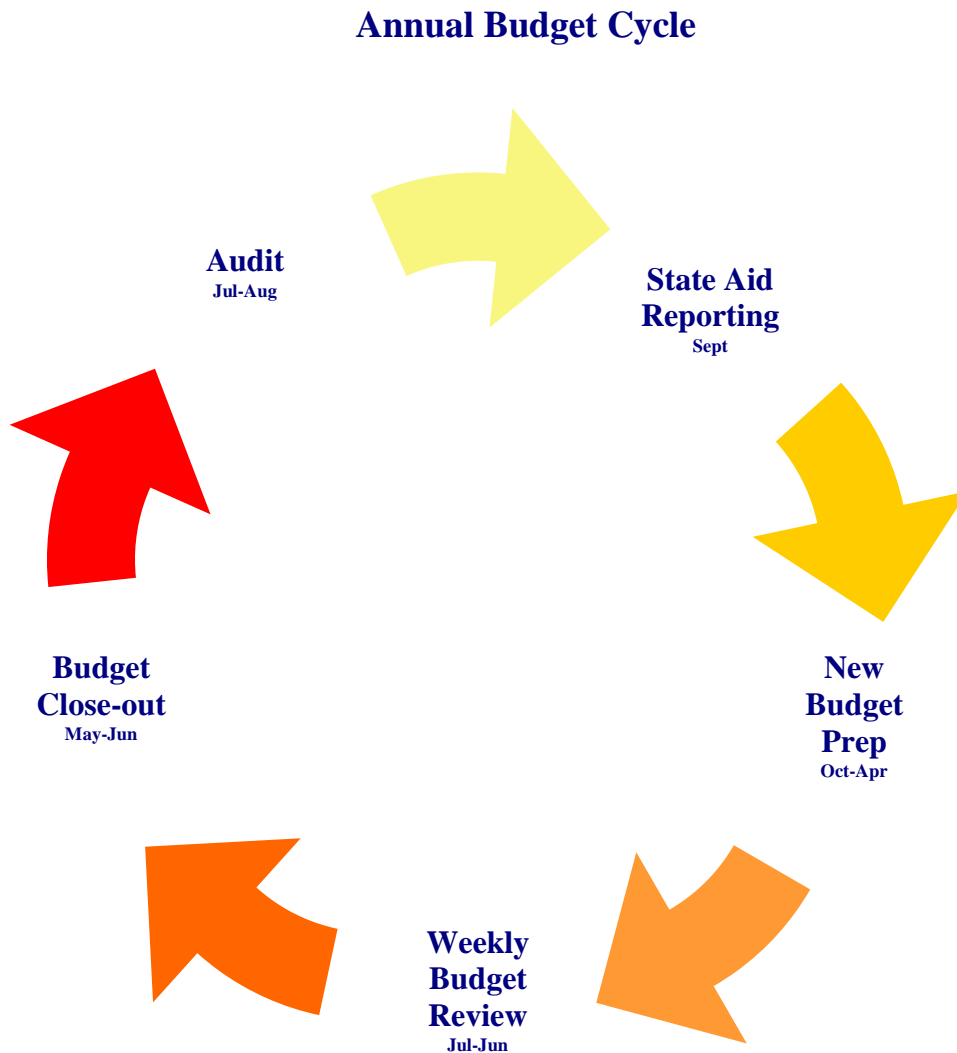 Annual Budget Cycle
Audit
Jul-Aug
State Aid
Reporting
Sept
New
Budget
Prep
Oct-Apr
Weekly
Budget
Review
Jul-Jun
Budget
Close-out
May-Jun